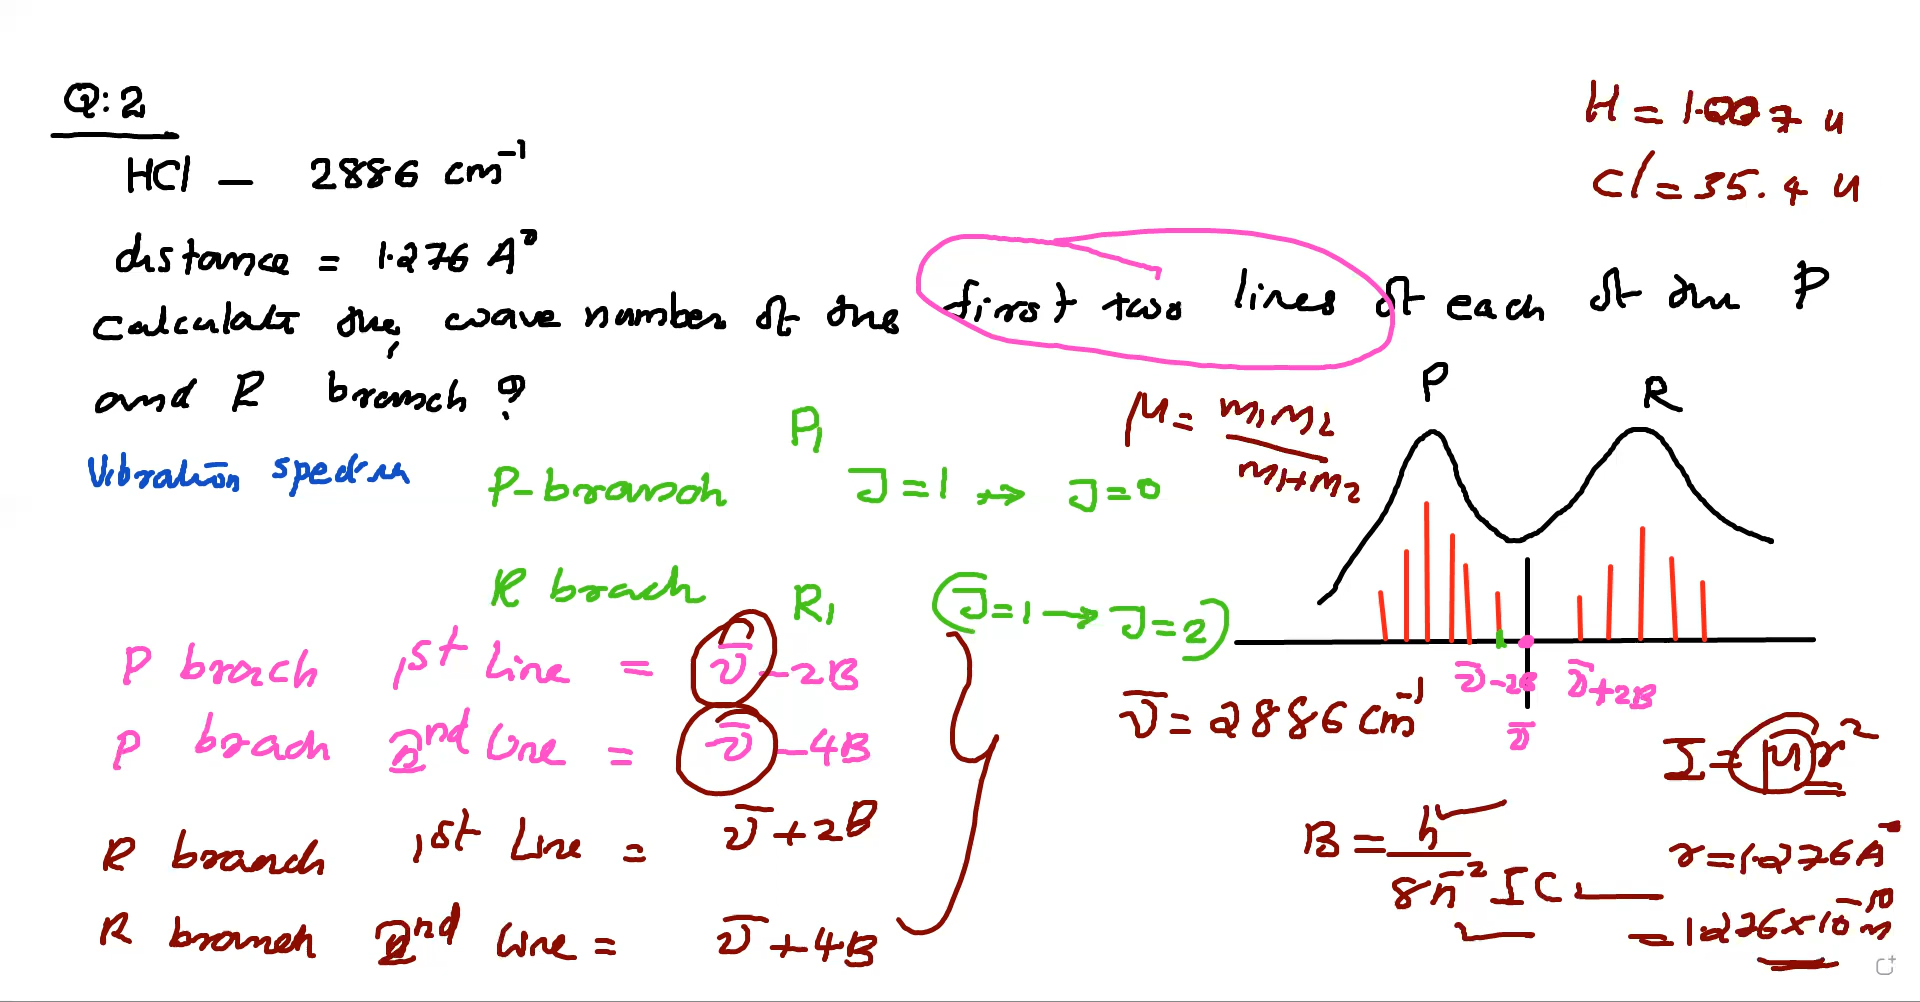 Q:2
HCl — 2886 cm⁻¹
distance = 1.276 A°
Calculate the, wave number of the first two lines of each of the P
and R branch ?
Vibration spectra
H = 1.007 u
Cl = 35.4 u
P₁
P-branch J=1 → J=0
R brach R₁ J=1 → J=2
μ = m₁m₂ / m₁+m₂
P R
P brach 1st Line = ν̄ - 2B
P brach 2nd Line = ν̄ - 4B
R branch 1st Line = ν̄ + 2B
R branch 2nd Line = ν̄ + 4B
ν̄-2B ν̄+2B
ν̄
ν̄ = 2886 cm⁻¹
I = μr²
B = h / 8π² I C
r = 1.276 A°
= 1.276 × 10⁻¹⁰ m